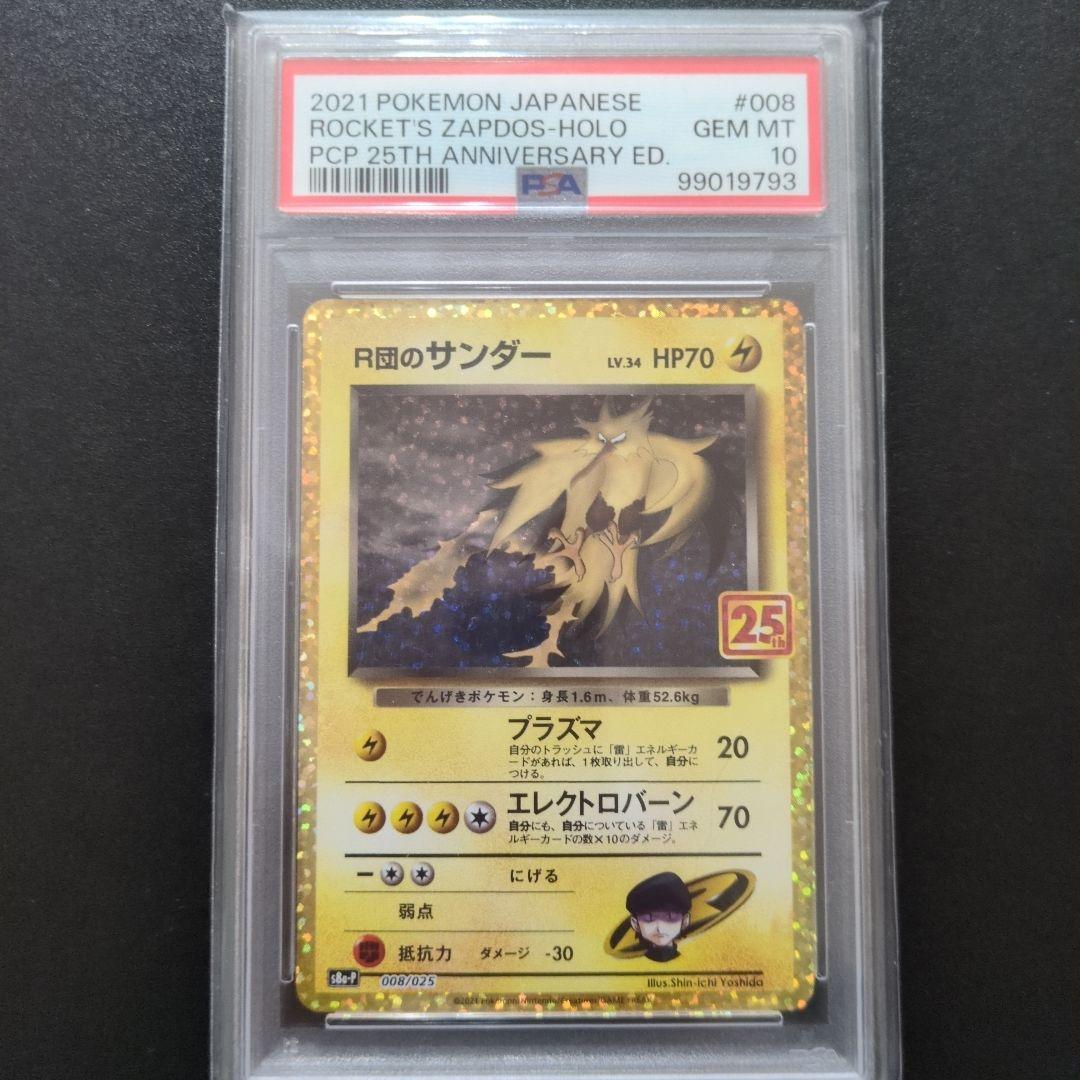 2021 POKEMON JAPANESE #008
ROCKET'S ZAPDOS-HOLO GEM MT
PCP 25TH ANNIVERSARY ED. 10
PSA 99019793
R団のサンダー LV.34 HP70
25th
でんげきポケモン：身長1.6m、体重52.6kg
プラズマ 20
自分のトラッシュに「雷」エネルギーカ
ードがあれば、1枚取り出して、自分に
つける。
エレクトロバーン 70
自分にも、自分についている「雷」エネ
ルギーカードの数×10のダメージ。
にげる
弱点
抵抗力 ダメージ -30
s8a-P 008/025 Illus.Shin-ichi Yoshida
©2021 Pokémon/Nintendo/Creatures/GAME FREAK